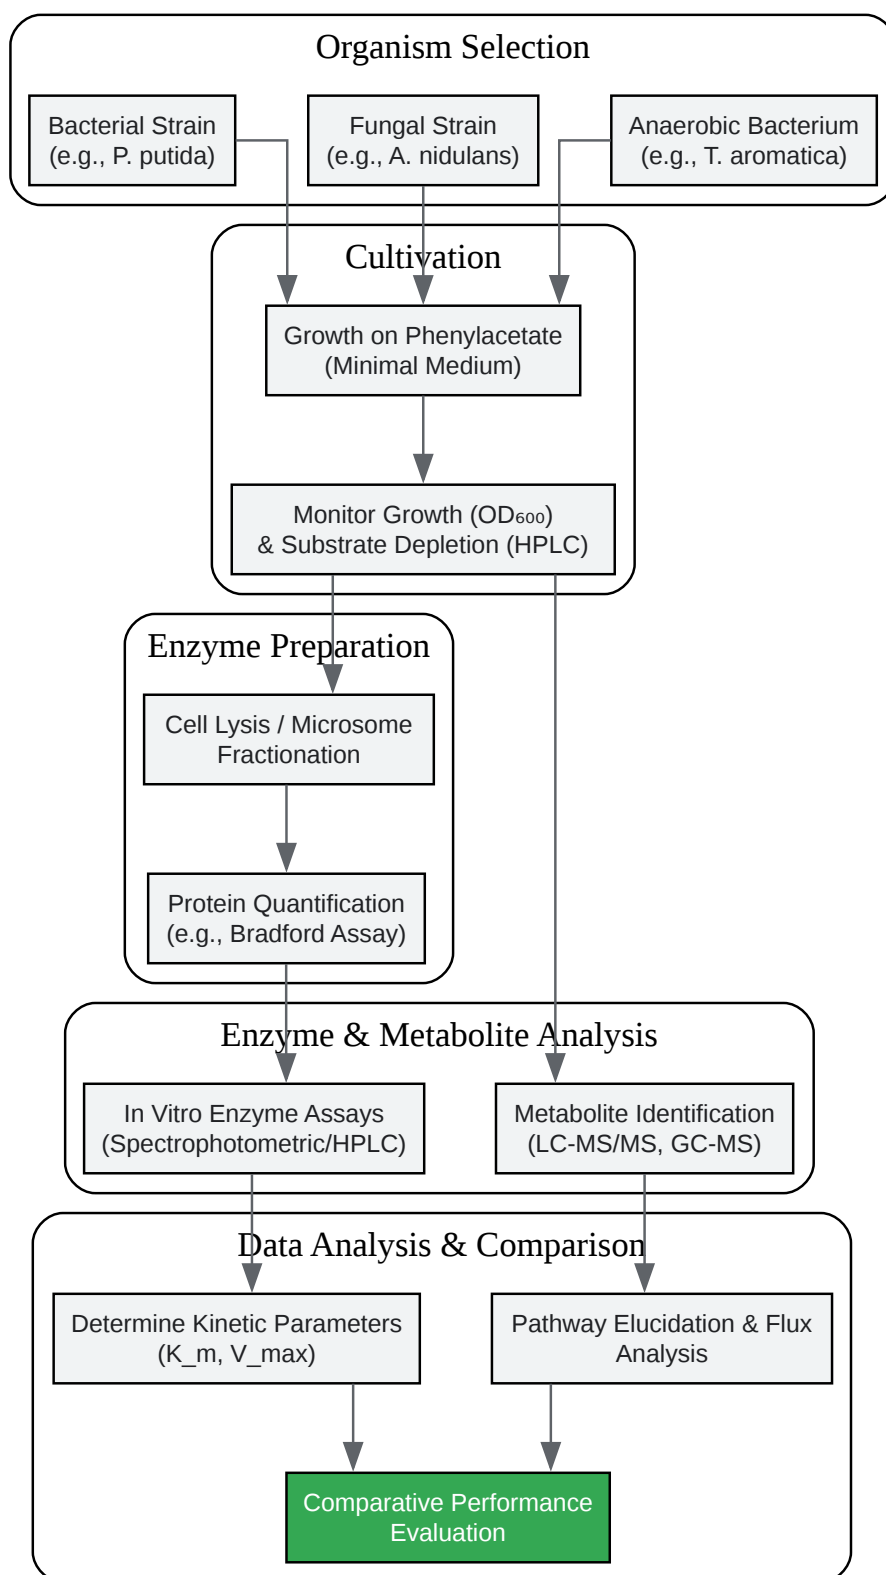 Organism Selection
Bacterial Strain
(e.g., P. putida)
Fungal Strain
(e.g., A. nidulans)
Anaerobic Bacterium
(e.g., T. aromatica)
Cultivation
Growth on Phenylacetate
(Minimal Medium)
Monitor Growth (OD₆₀₀)
& Substrate Depletion (HPLC)
Enzyme Preparation
Cell Lysis / Microsome
Fractionation
Protein Quantification
(e.g., Bradford Assay)
Enzyme & Metabolite Analysis
In Vitro Enzyme Assays
(Spectrophotometric/HPLC)
Metabolite Identification
(LC-MS/MS, GC-MS)
Data Analysis & Comparison
Determine Kinetic Parameters
(K_m, V_max)
Pathway Elucidation & Flux
Analysis
Comparative Performance
Evaluation